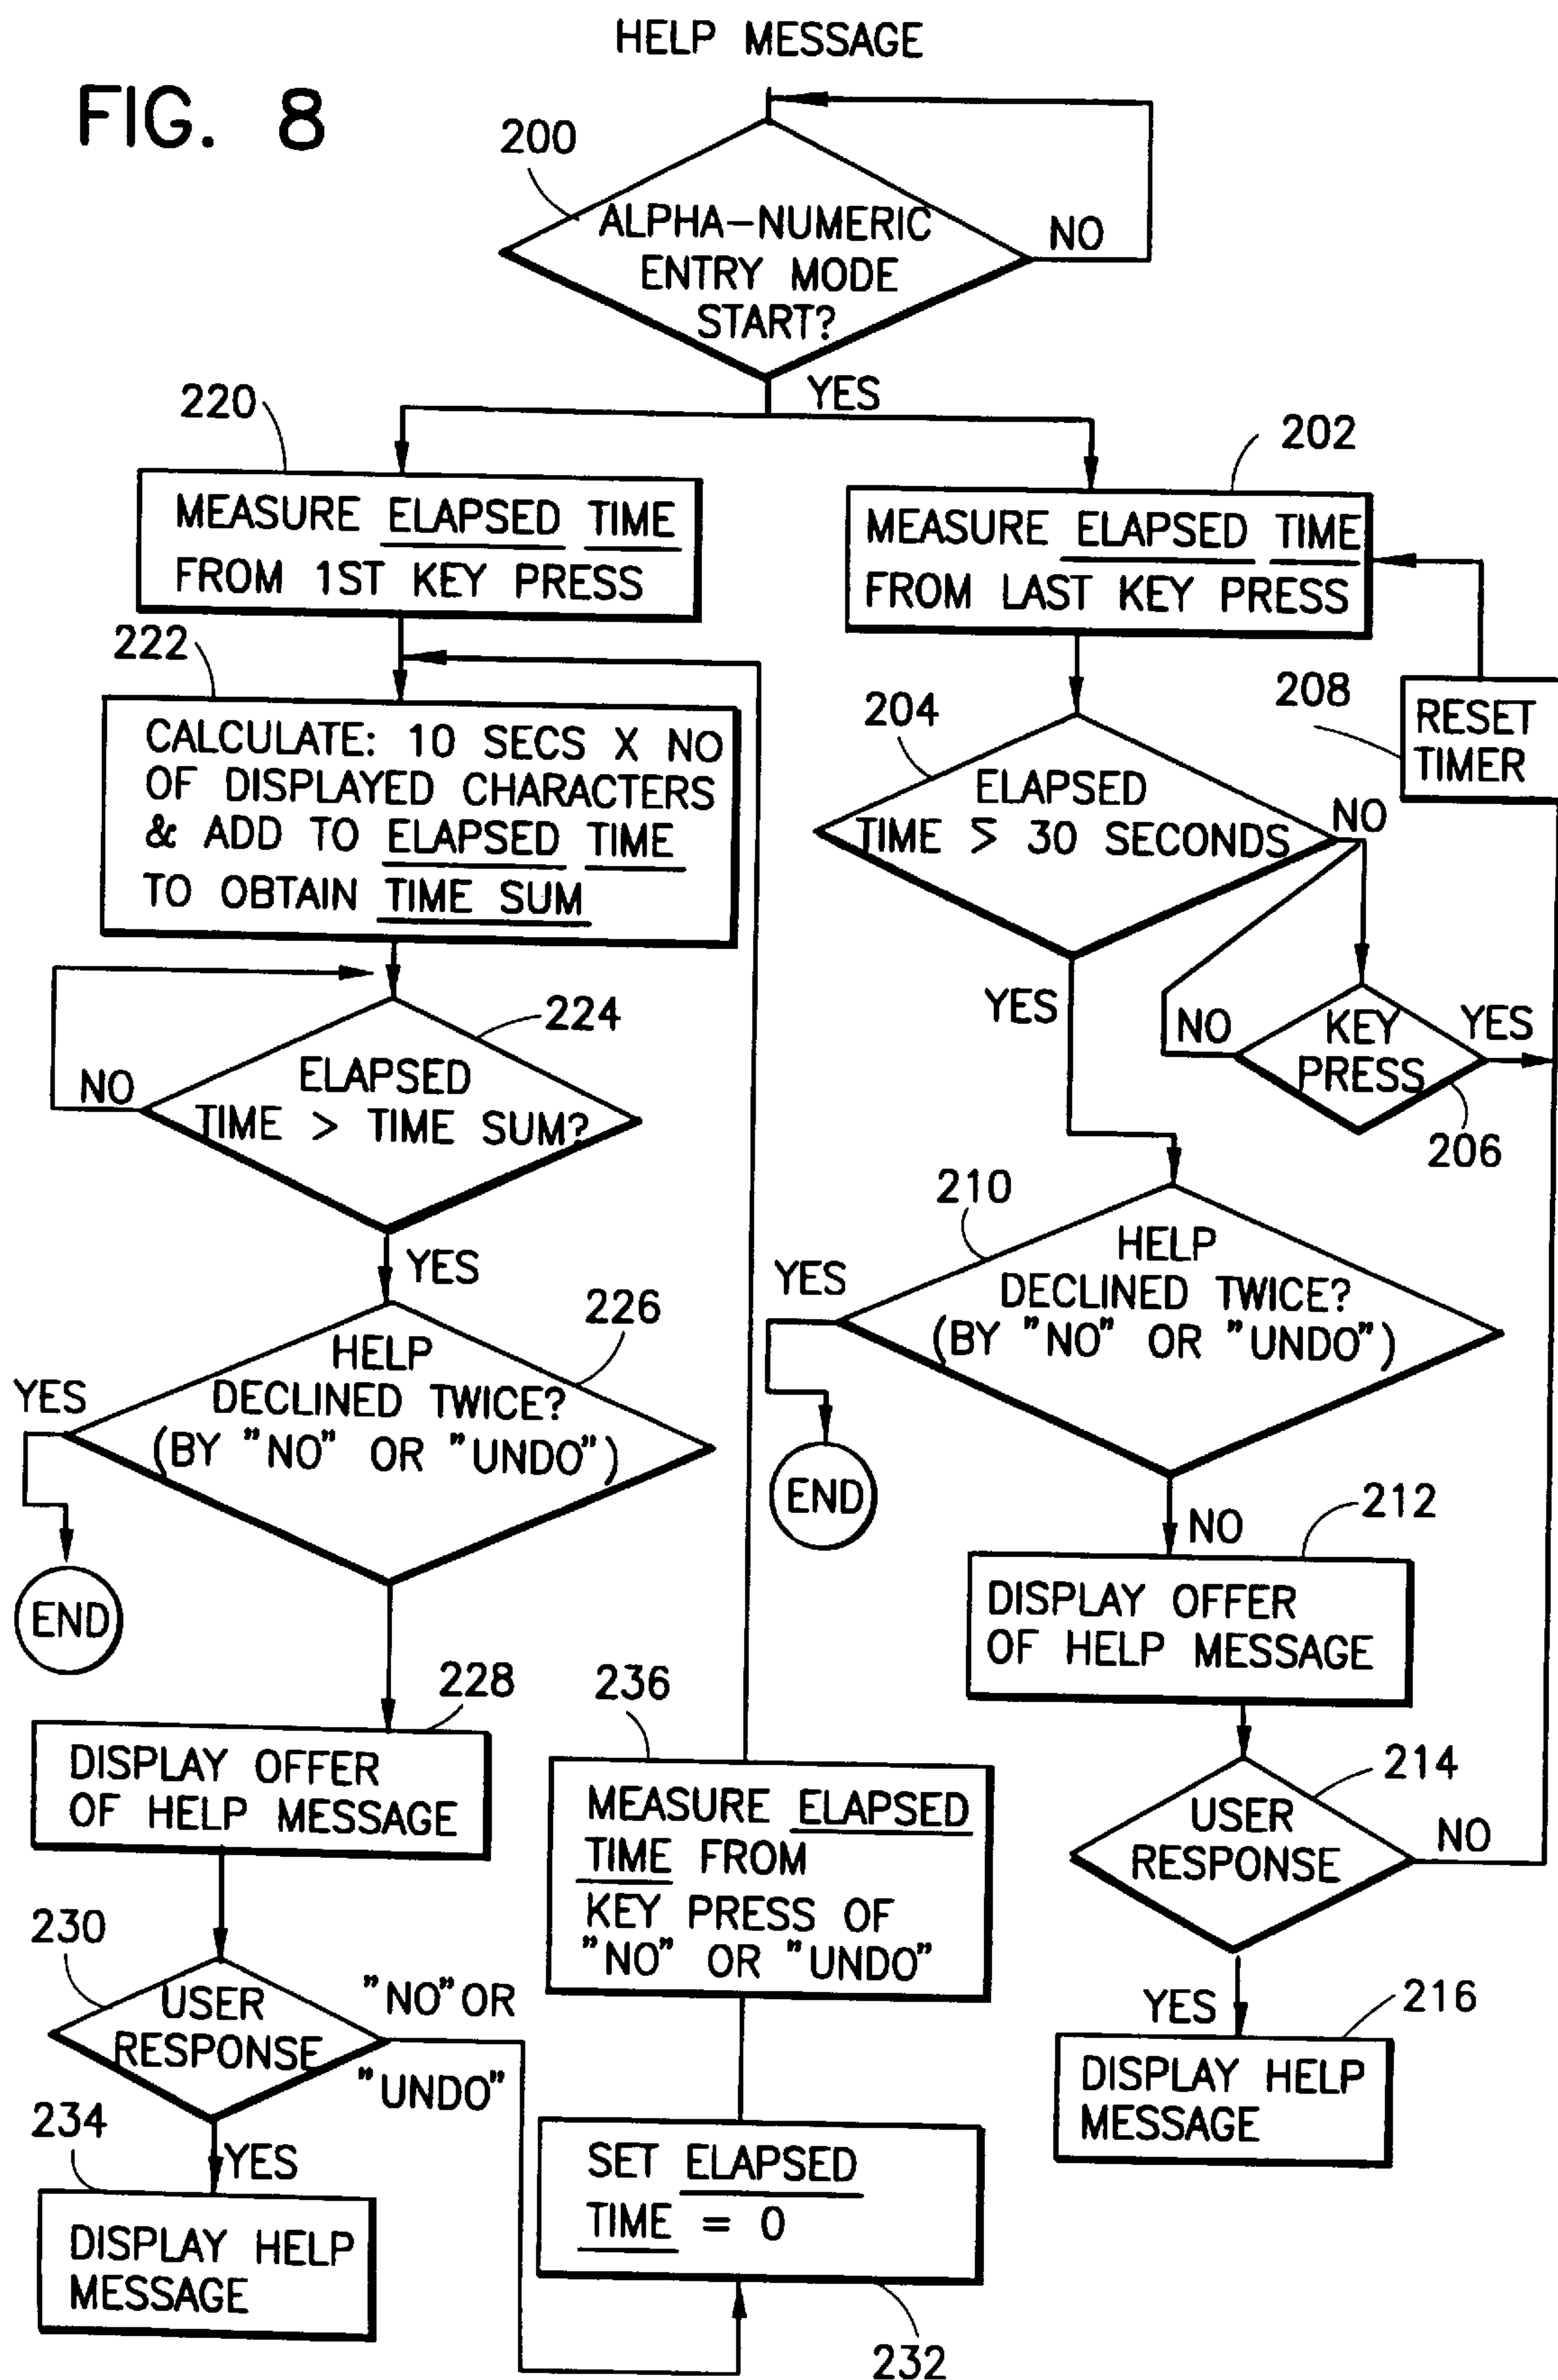 HELP MESSAGE
FIG. 8
200
ALPHA-NUMERIC
ENTRY MODE
START?
NO
YES
220
MEASURE ELAPSED TIME
FROM 1ST KEY PRESS
202
MEASURE ELAPSED TIME
FROM LAST KEY PRESS
222
CALCULATE: 10 SECS X NO
OF DISPLAYED CHARACTERS
& ADD TO ELAPSED TIME
TO OBTAIN TIME SUM
204
ELAPSED
TIME ≥ 30 SECONDS
NO
YES
208
RESET
TIMER
KEY
PRESS
NO
YES
206
224
ELAPSED
TIME > TIME SUM?
NO
YES
210
HELP
DECLINED TWICE?
(BY "NO" OR "UNDO")
YES
END
NO
226
HELP
DECLINED TWICE?
(BY "NO" OR "UNDO")
YES
END
212
DISPLAY OFFER
OF HELP MESSAGE
228
DISPLAY OFFER
OF HELP MESSAGE
236
MEASURE ELAPSED
TIME FROM
KEY PRESS OF
"NO" OR "UNDO"
214
USER
RESPONSE
NO
YES
216
DISPLAY HELP
MESSAGE
230
USER
RESPONSE
"NO" OR
"UNDO"
YES
234
DISPLAY HELP
MESSAGE
SET ELAPSED
TIME = 0
232